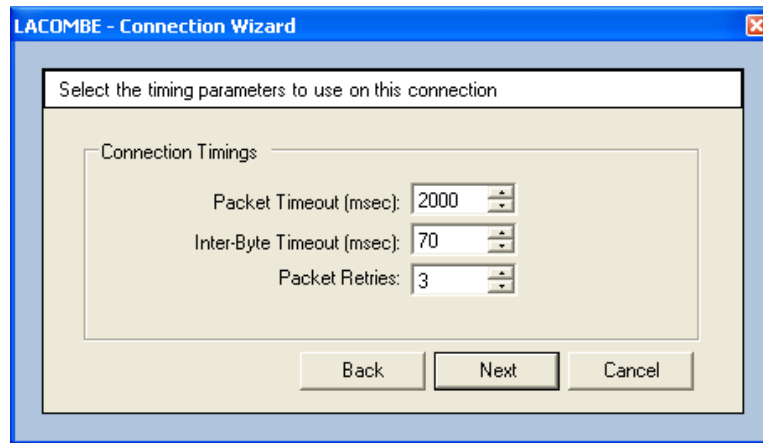 LACOMBE - Connection Wizard
Select the timing parameters to use on this connection
Connection Timings
Packet Timeout (msec): 2000
Inter-Byte Timeout (msec): 70
Packet Retries: 3
Back Next Cancel